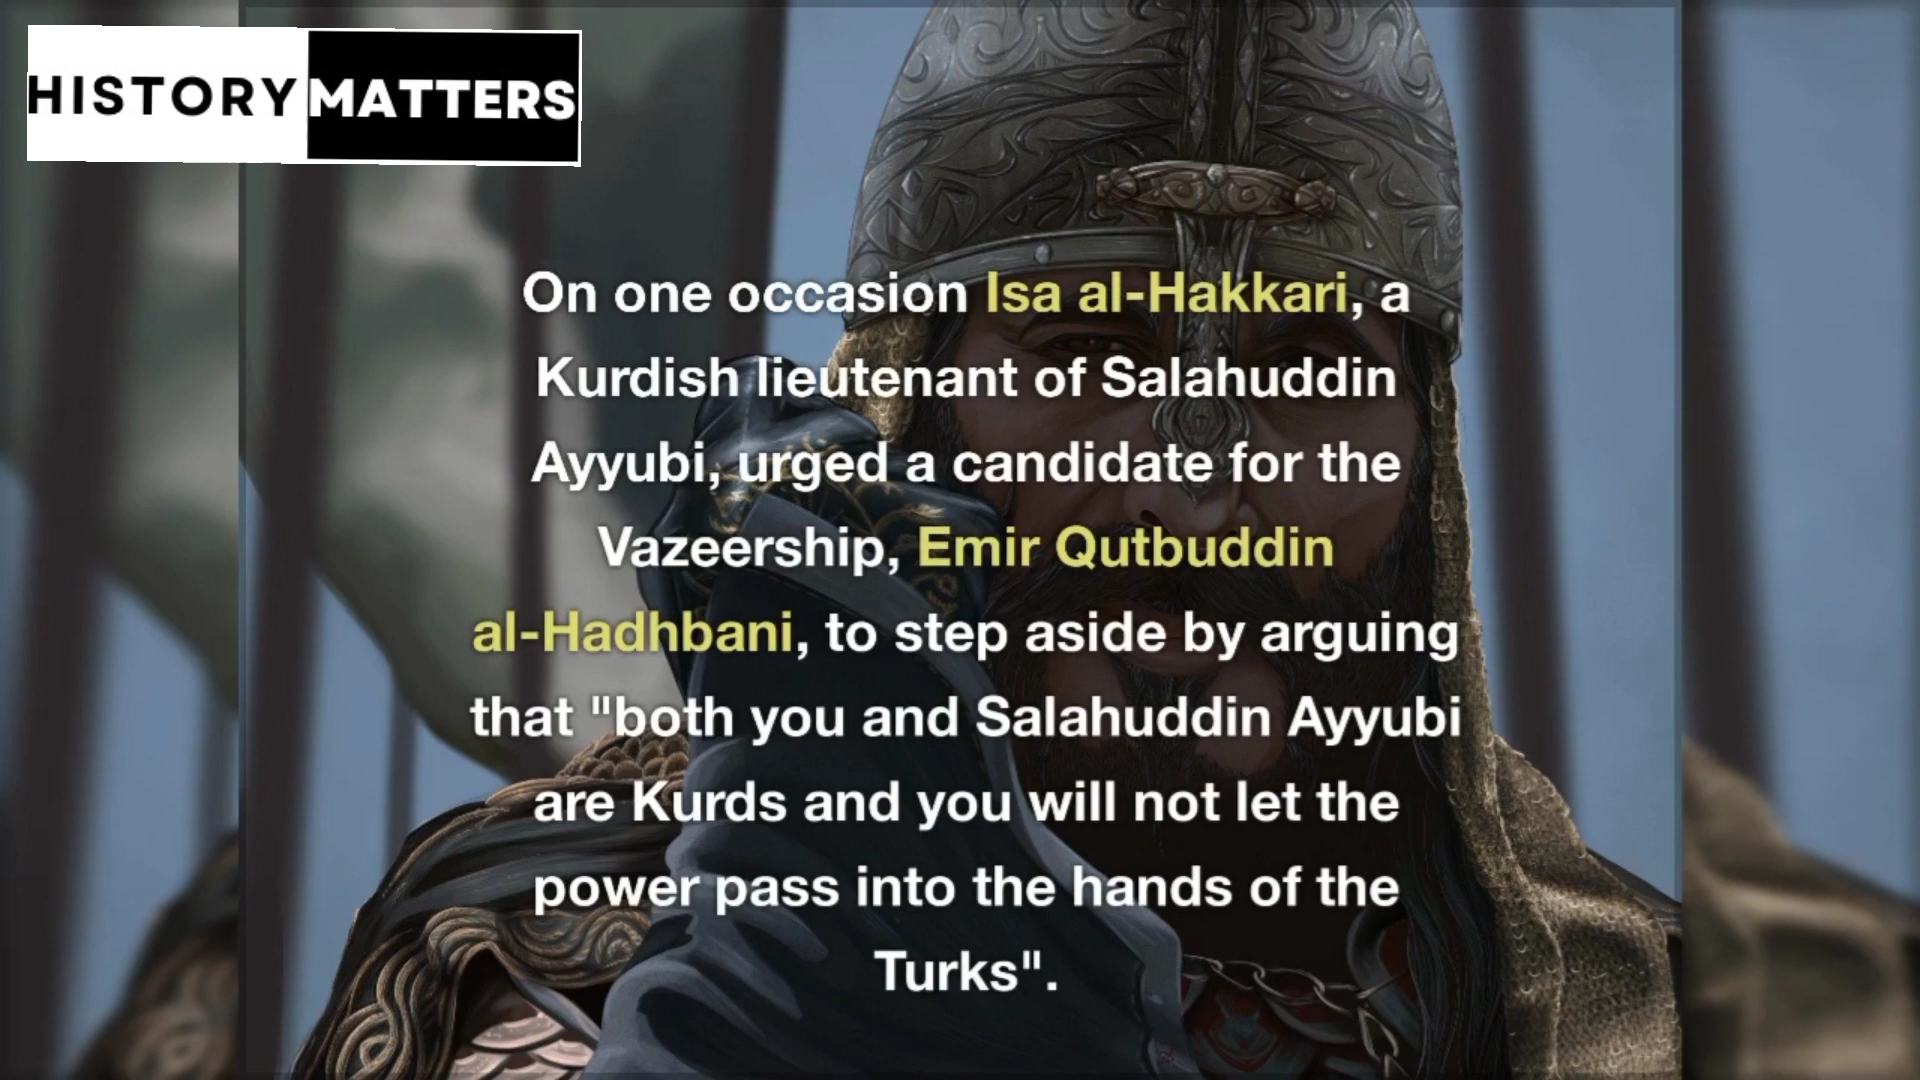 HISTORY MATTERS
On one occasion Isa al-Hakkari, a
Kurdish lieutenant of Salahuddin
Ayyubi, urged a candidate for the
Vazeership, Emir Qutbuddin
al-Hadhbani, to step aside by arguing
that "both you and Salahuddin Ayyubi
are Kurds and you will not let the
power pass into the hands of the
Turks".